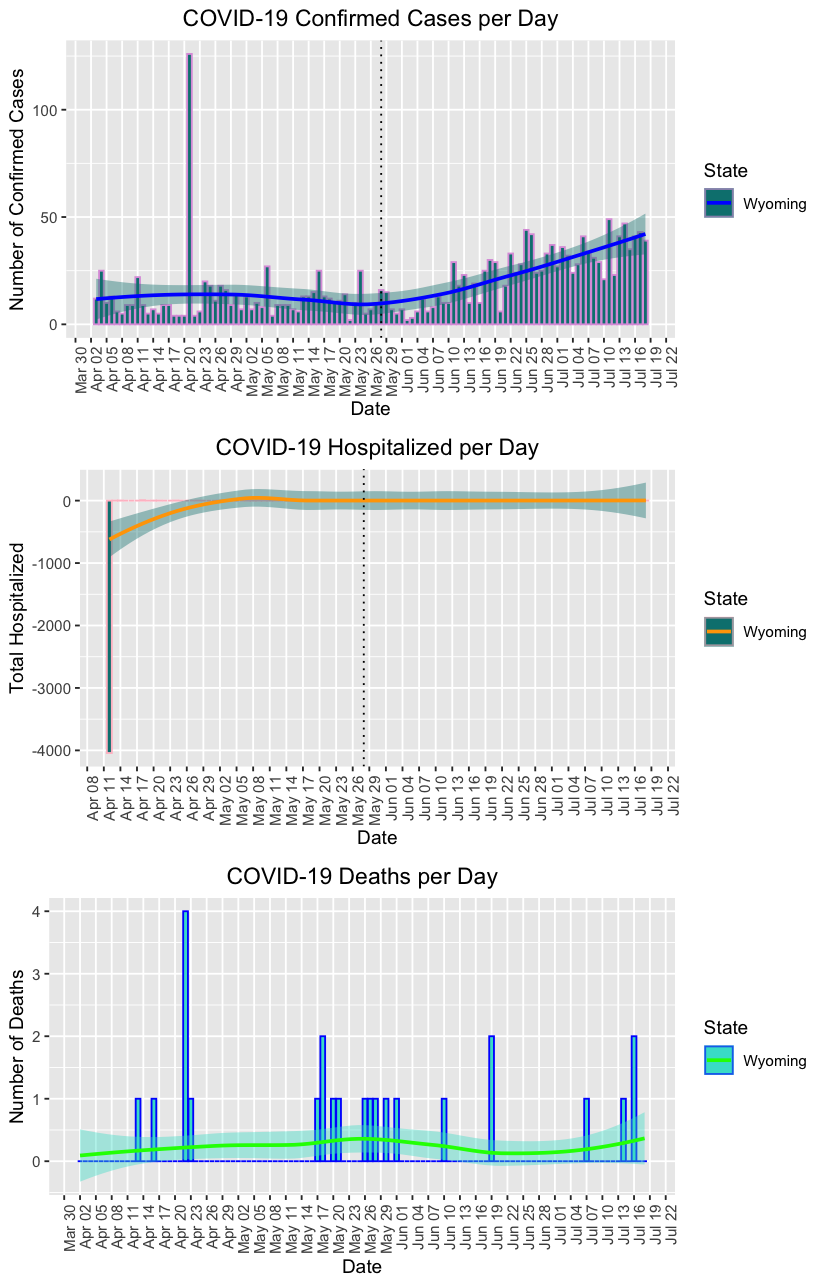 COVID-19 Confirmed Cases per Day
Number of Confirmed Cases
100
50
0
Mar 30
Apr 02
Apr 05
Apr 08
Apr 11
Apr 14
Apr 17
Apr 20
Apr 23
Apr 26
Apr 29
May 02
May 05
May 08
May 11
May 14
May 17
May 20
May 23
May 26
May 29
Jun 01
Jun 04
Jun 07
Jun 10
Jun 13
Jun 16
Jun 19
Jun 22
Jun 25
Jun 28
Jul 01
Jul 04
Jul 07
Jul 10
Jul 13
Jul 16
Jul 19
Jul 22
Date
State
Wyoming
COVID-19 Hospitalized per Day
Total Hospitalized
0
-1000
-2000
-3000
-4000
Apr 08
Apr 11
Apr 14
Apr 17
Apr 20
Apr 23
Apr 26
Apr 29
May 02
May 05
May 08
May 11
May 14
May 17
May 20
May 23
May 26
May 29
Jun 01
Jun 04
Jun 07
Jun 10
Jun 13
Jun 16
Jun 19
Jun 22
Jun 25
Jun 28
Jul 01
Jul 04
Jul 07
Jul 10
Jul 13
Jul 16
Jul 19
Jul 22
Date
State
Wyoming
COVID-19 Deaths per Day
Number of Deaths
4
3
2
1
0
Mar 30
Apr 02
Apr 05
Apr 08
Apr 11
Apr 14
Apr 17
Apr 20
Apr 23
Apr 26
Apr 29
May 02
May 05
May 08
May 11
May 14
May 17
May 20
May 23
May 26
May 29
Jun 01
Jun 04
Jun 07
Jun 10
Jun 13
Jun 16
Jun 19
Jun 22
Jun 25
Jun 28
Jul 01
Jul 04
Jul 07
Jul 10
Jul 13
Jul 16
Jul 19
Jul 22
Date
State
Wyoming